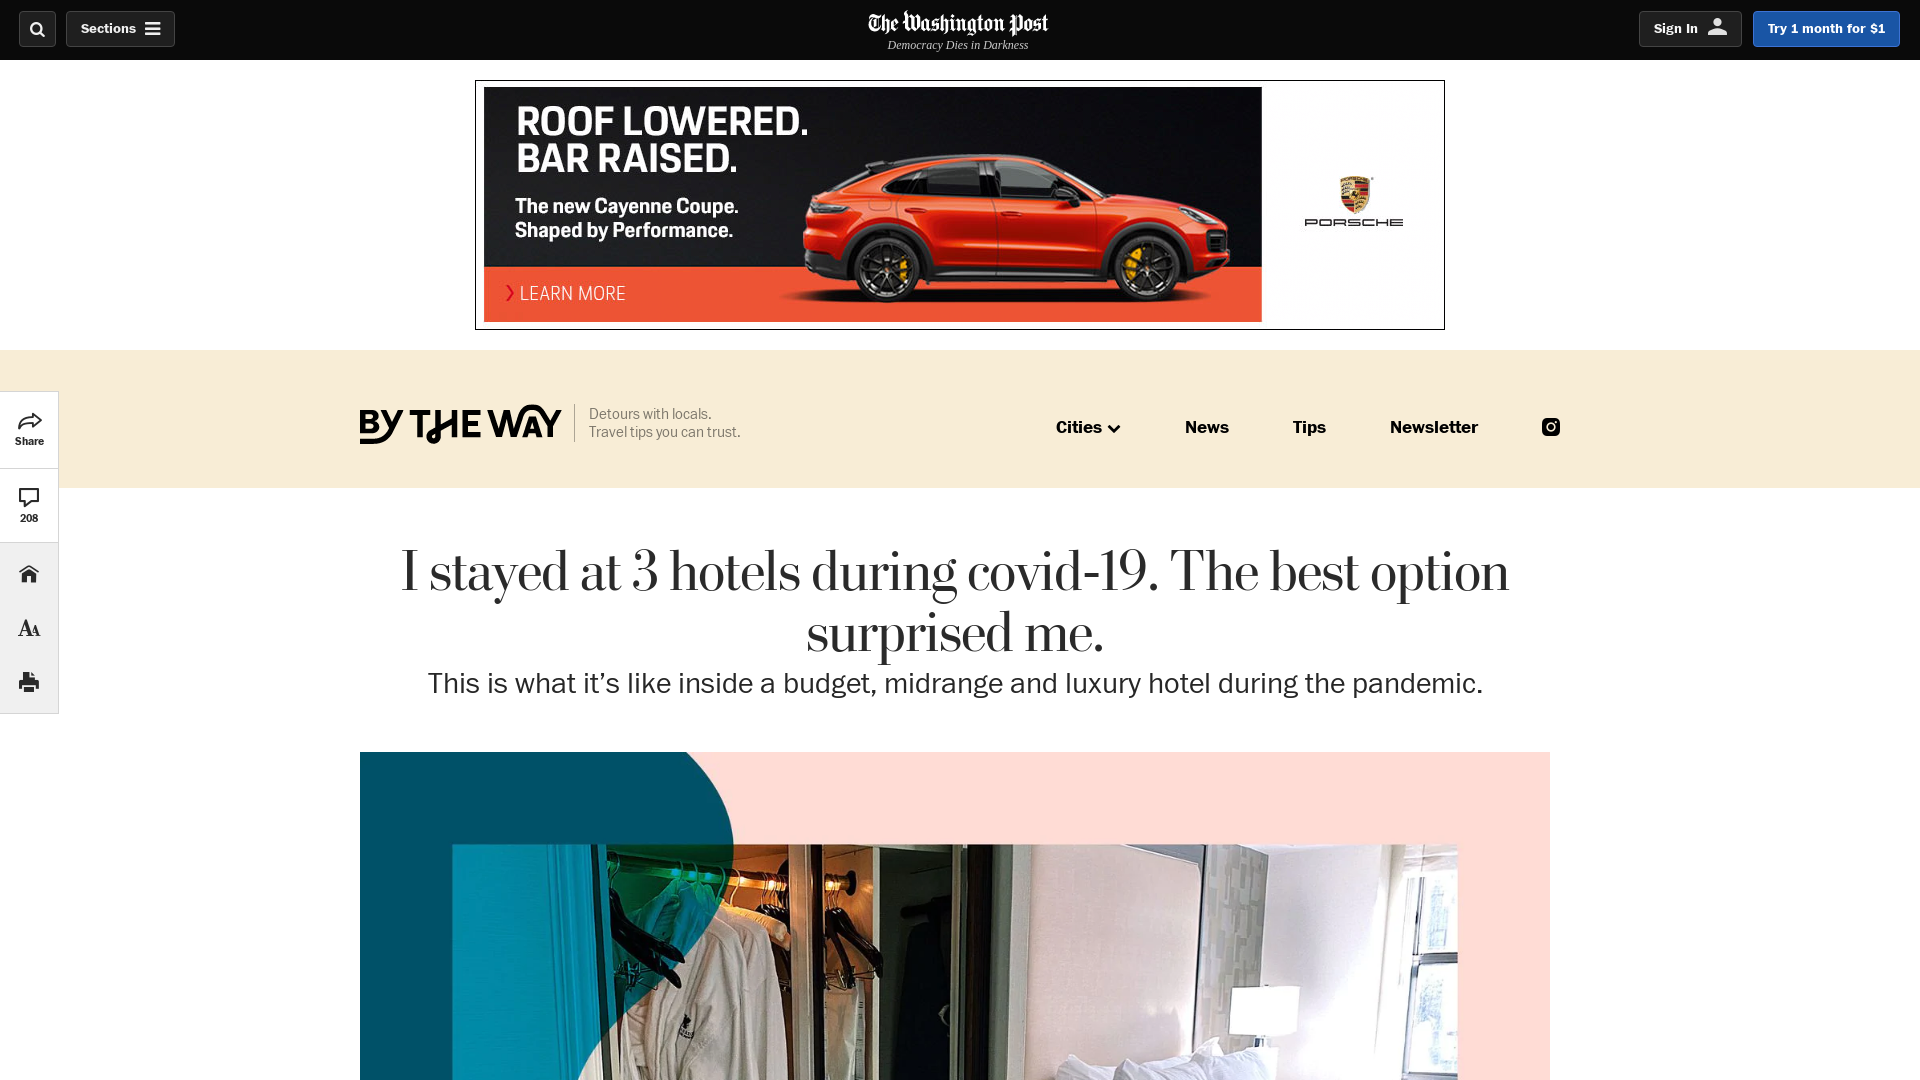 Sections
The Washington Post
Democracy Dies in Darkness
Sign In
Try 1 month for $1
ROOF LOWERED.
BAR RAISED.
The new Cayenne Coupe.
Shaped by Performance.
LEARN MORE
PORSCHE
BY THE WAY
Detours with locals.
Travel tips you can trust.
Cities
News
Tips
Newsletter
Share
208
AA
I stayed at 3 hotels during covid-19. The best option
surprised me.
This is what it’s like inside a budget, midrange and luxury hotel during the pandemic.